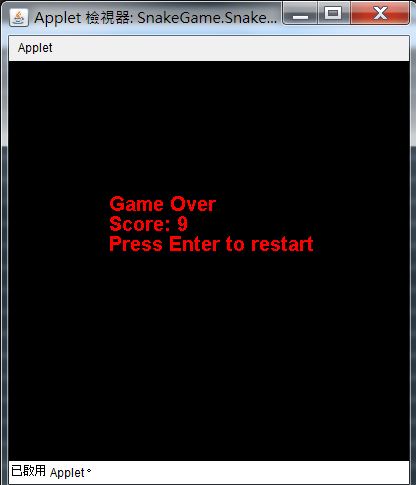 Applet 檢視器: SnakeGame.Snake...
Applet
Game Over
Score: 9
Press Enter to restart
已啟用 Applet。